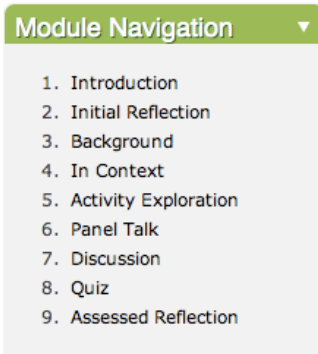 Module Navigation
1. Introduction
2. Initial Reflection
3. Background
4. In Context
5. Activity Exploration
6. Panel Talk
7. Discussion
8. Quiz
9. Assessed Reflection